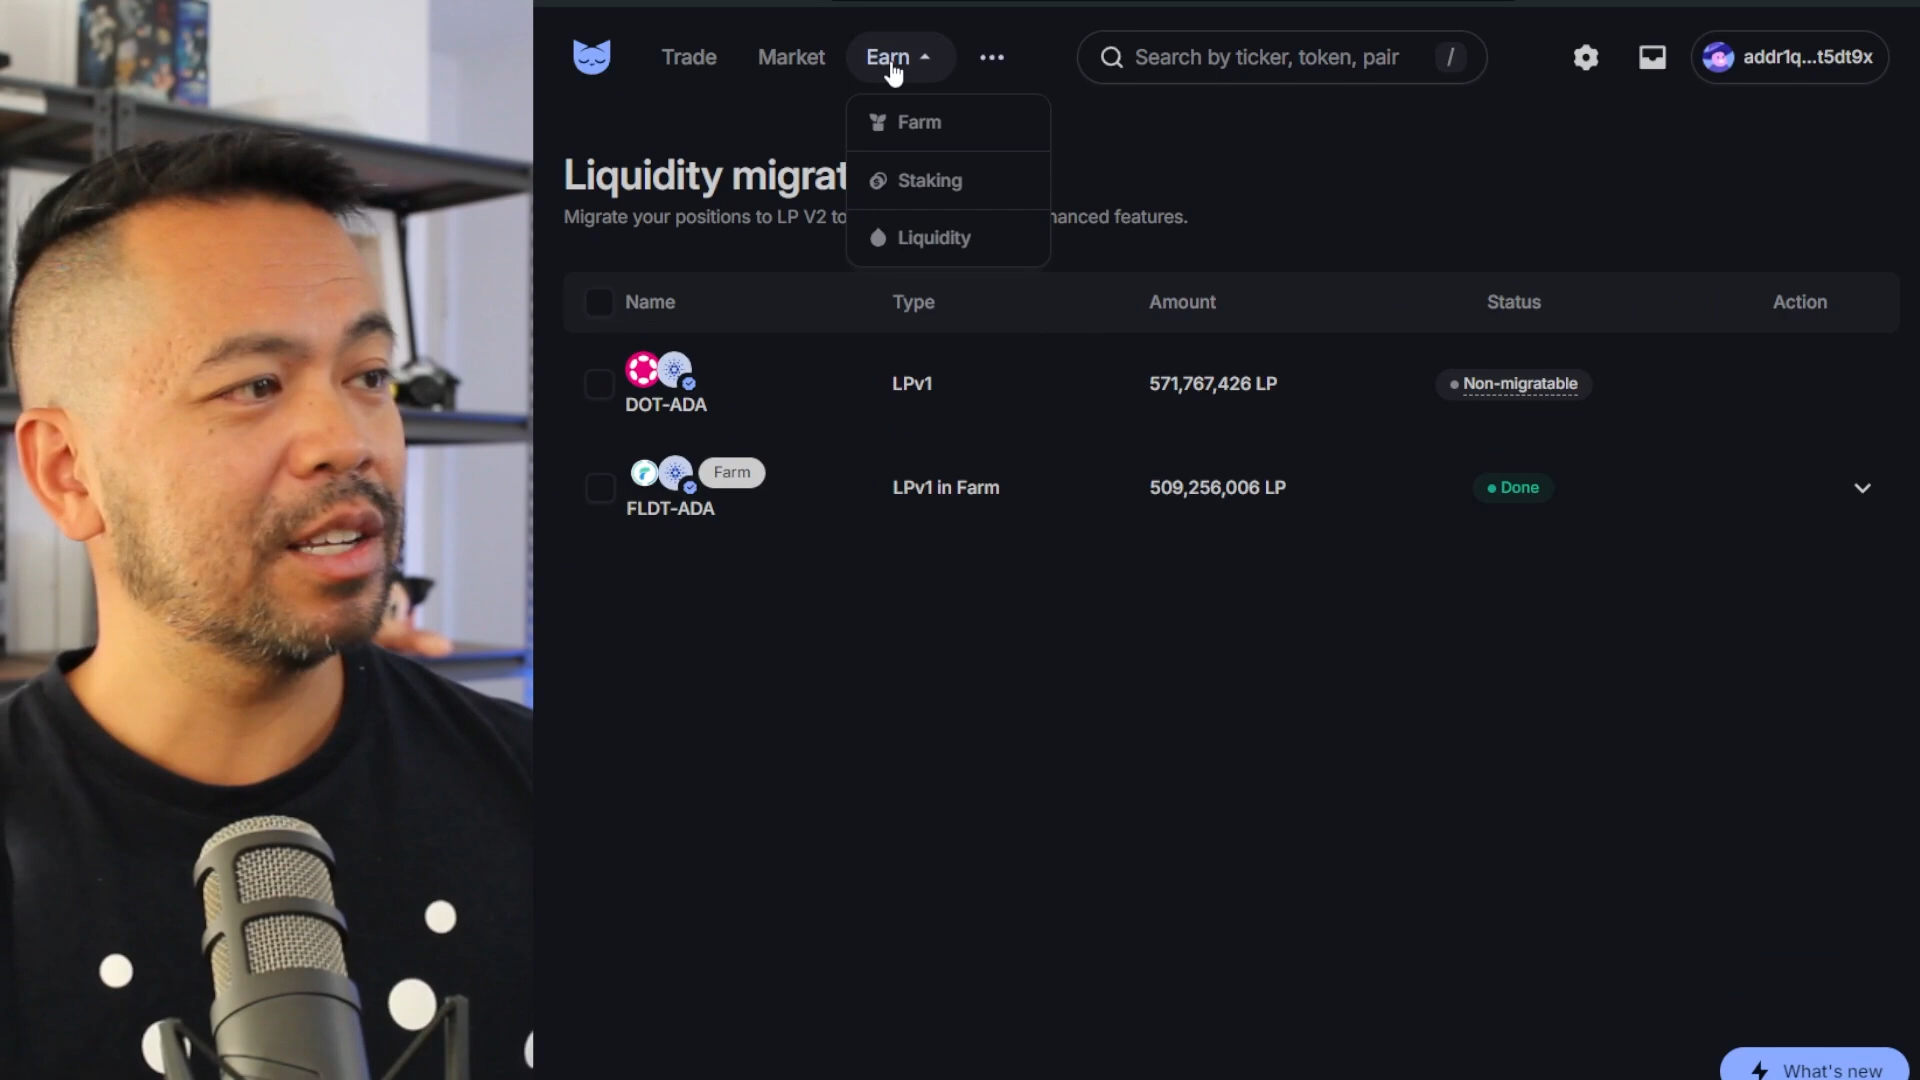 Trade
Market
Earn
Search by ticker, token, pair
/
addr1q...t5dt9x
Farm
Staking
Liquidity
Liquidity migrat
Migrate your positions to LP V2 to
hanced features.
Name
Type
Amount
Status
Action
DOT-ADA
LPv1
571,767,426 LP
Non-migratable
Farm
FLDT-ADA
LPv1 in Farm
509,256,006 LP
Done
What's new